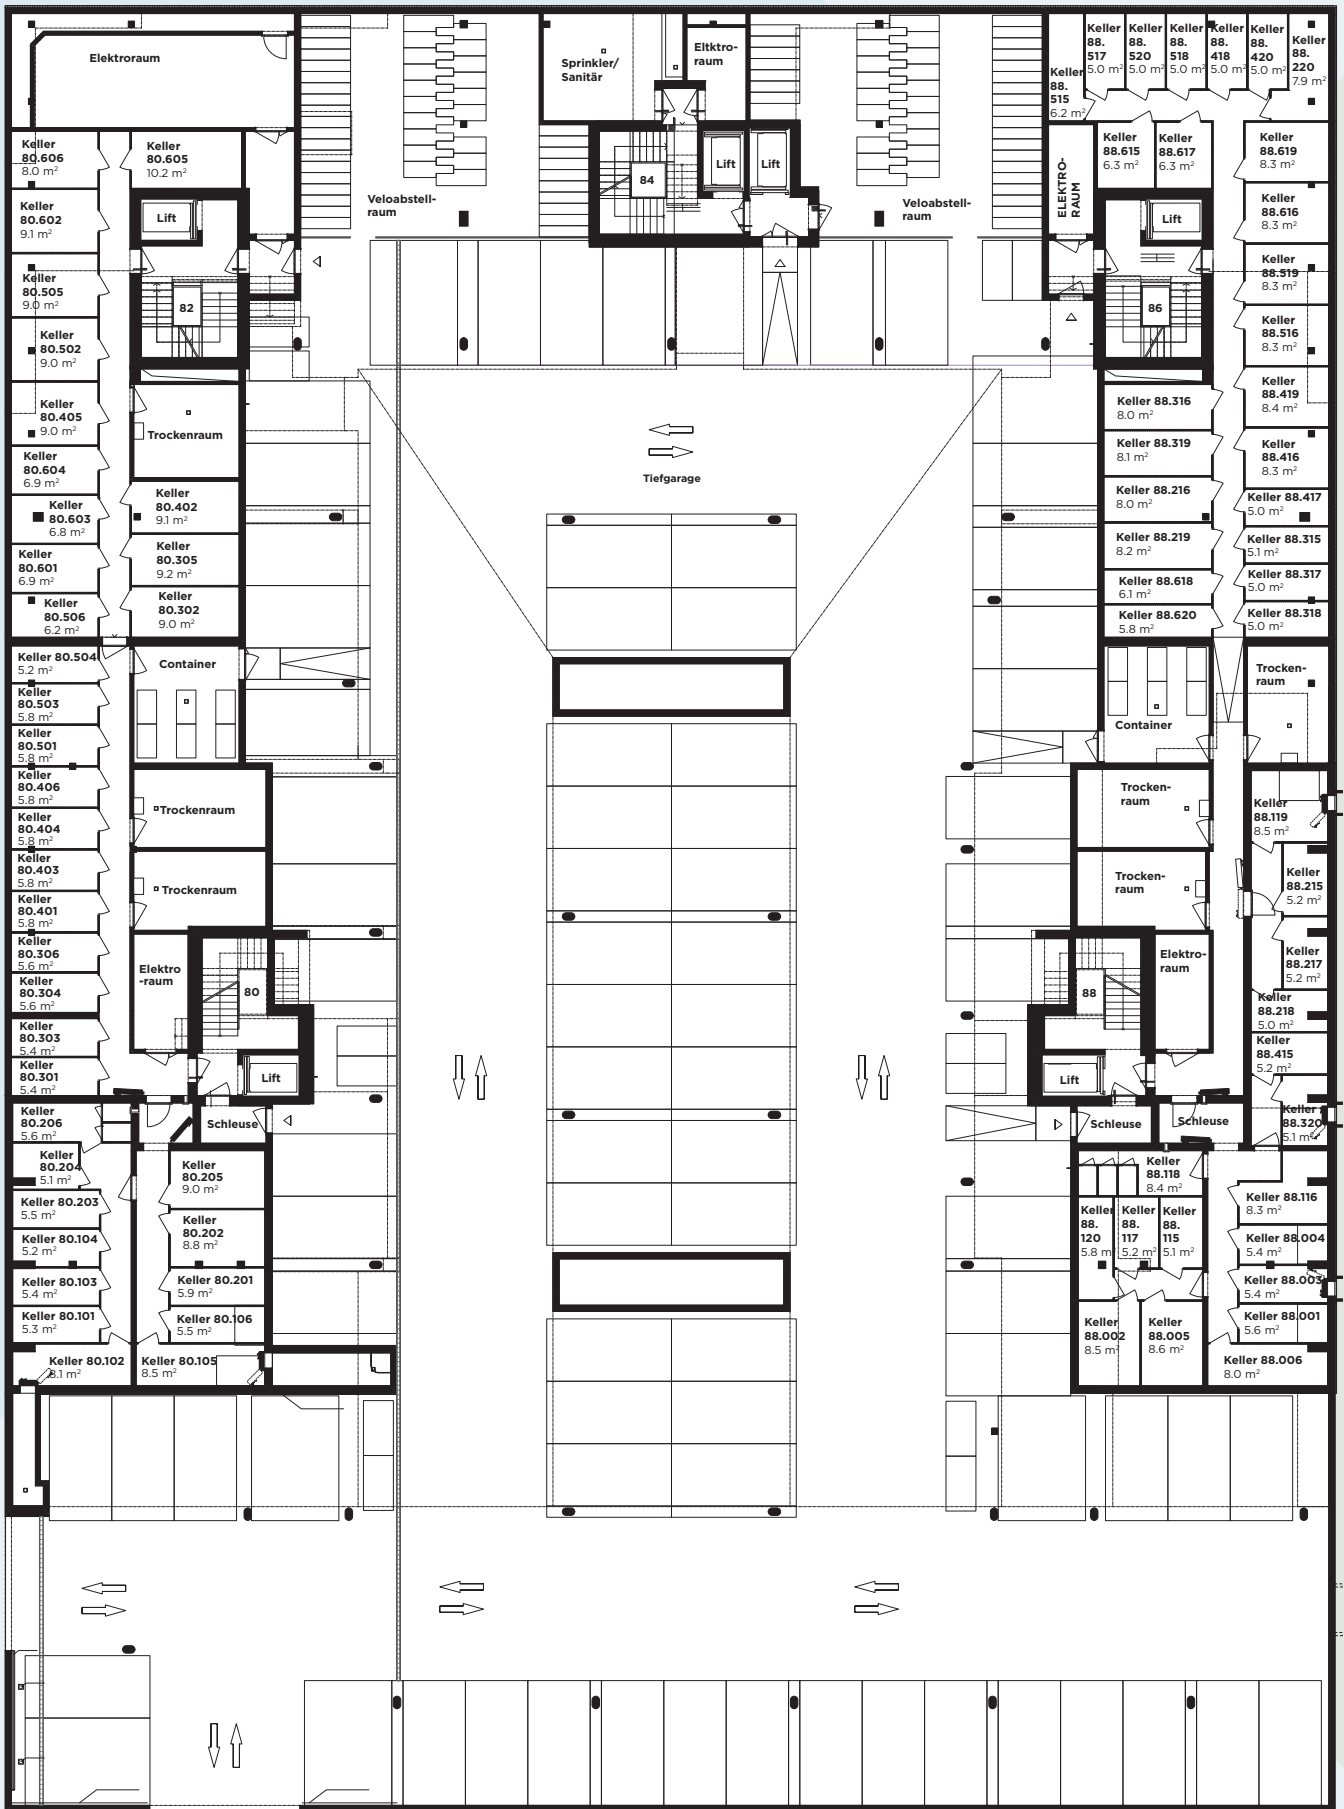 Elektroraum
Sprinkler/
Sanitär
Eltktro-
raum
Lift
Lift
84
Veloabstell-
raum
Veloabstell-
raum
Keller
88.
515
6.2 m²
Keller
88.
517
5.0 m²
Keller
88.
520
5.0 m²
Keller
88.
518
5.0 m²
Keller
88.
418
5.0 m²
Keller
88.
420
5.0 m²
Keller
88.
220
7.9 m²
Keller
80.606
8.0 m²
Keller
80.605
10.2 m²
Keller
80.602
9.1 m²
Lift
82
Keller
80.505
9.0 m²
Keller
80.502
9.0 m²
Keller
80.405
9.0 m²
Trockenraum
Keller
80.604
6.9 m²
Keller
80.603
6.8 m²
Keller
80.402
9.1 m²
Keller
80.601
6.9 m²
Keller
80.305
9.2 m²
Keller
80.506
6.2 m²
Keller
80.302
9.0 m²
ELEKTRO-
RAUM
Keller
88.615
6.3 m²
Keller
88.617
6.3 m²
Keller
88.619
8.3 m²
Lift
86
Keller
88.616
8.3 m²
Keller
88.519
8.3 m²
Keller
88.516
8.3 m²
Keller
88.419
8.4 m²
Keller
88.416
8.3 m²
Keller 88.316
8.0 m²
Keller 88.319
8.1 m²
Keller 88.216
8.0 m²
Keller 88.219
8.2 m²
Keller 88.618
6.1 m²
Keller 88.620
5.8 m²
Keller 88.417
5.0 m²
Keller 88.315
5.1 m²
Keller 88.317
5.0 m²
Keller 88.318
5.0 m²
Tiefgarage
Keller 80.504
5.2 m²
Container
Keller
80.503
5.8 m²
Keller
80.501
5.8 m²
Keller
80.406
5.8 m²
Keller
80.404
5.8 m²
Keller
80.403
5.8 m²
Keller
80.401
5.8 m²
Keller
80.306
5.6 m²
Keller
80.304
5.6 m²
Keller
80.303
5.4 m²
Keller
80.301
5.4 m²
Trockenraum
Trockenraum
Elektro
-raum
80
Lift
Schleuse
Keller
80.206
5.6 m²
Keller
80.204
5.1 m²
Keller 80.203
5.5 m²
Keller 80.104
5.2 m²
Keller 80.103
5.4 m²
Keller 80.101
5.3 m²
Keller 80.102
8.1 m²
Keller
80.205
9.0 m²
Keller
80.202
8.8 m²
Keller 80.201
5.9 m²
Keller 80.106
5.5 m²
Keller 80.105
8.5 m²
Container
Trocken-
raum
Trocken-
raum
Trocken-
raum
Elektro-
raum
88
Lift
Schleuse
Schleuse
Keller
88.119
8.5 m²
Keller
88.215
5.2 m²
Keller
88.217
5.2 m²
Keller
88.218
5.0 m²
Keller
88.415
5.2 m²
Keller
88.320
5.1 m²
Keller
88.118
8.4 m²
Keller
88.
120
5.8 m²
Keller
88.
117
5.2 m²
Keller
88.
115
5.1 m²
Keller 88.116
8.3 m²
Keller 88.004
5.4 m²
Keller 88.003
5.4 m²
Keller 88.001
5.6 m²
Keller 88.006
8.0 m²
Keller
88.002
8.5 m²
Keller
88.005
8.6 m²